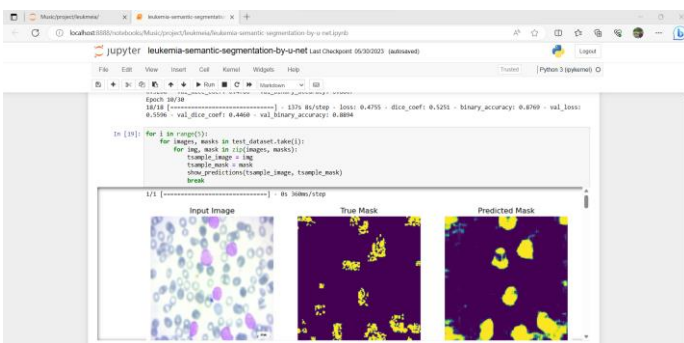 Music/project/leukmeia/
leukemia-semantic-segmentatio
localhost:8888/notebooks/Music/project/leukmeia/leukemia-semantic-segmentation-by-u-net.ipynb
jupyter leukemia-semantic-segmentation-by-u-net Last Checkpoint: 05/30/2023 (autosaved)
Logout
File Edit View Insert Cell Kernel Widgets Help
Trusted Python 3 (ipykernel)
Run Markdown
Epoch 10/30
18/18 [==============================] - 137s 8s/step - loss: 0.4755 - dice_coef: 0.5251 - binary_accuracy: 0.8769 - val_loss:
0.5596 - val_dice_coef: 0.4460 - val_binary_accuracy: 0.8894
In [19]: for i in range(5):
for images, masks in test_dataset.take(i):
for img, mask in zip(images, masks):
tsample_image = img
tsample_mask = mask
show_predictions(tsample_image, tsample_mask)
break
1/1 [==============================] - 0s 360ms/step
Input Image True Mask Predicted Mask